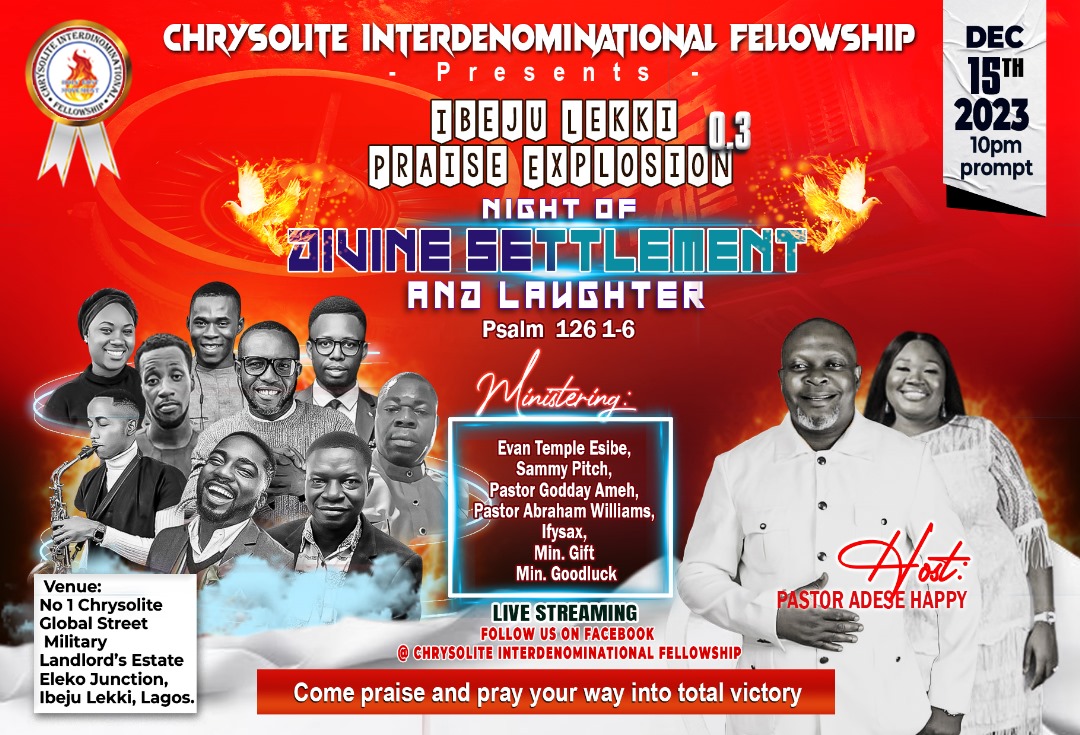 CHRYSOLITE INTERDENOMINATIONAL FELLOWSHIP
- Presents -
IBEJU LEKKI
PRAISE EXPLOSION 0.3
NIGHT OF
DIVINE SETTLEMENT
AND LAUGHTER
Psalm 126 1-6
DEC
15TH
2023
10pm
prompt
CHRYSOLITE INTERDINOMINATIONAL
FELLOWSHIP
Ministering:
Evan Temple Esibe,
Sammy Pitch,
Pastor Godday Ameh,
Pastor Abraham Williams,
Ifysax,
Min. Gift
Min. Goodluck
LIVE STREAMING
FOLLOW US ON FACEBOOK
@ CHRYSOLITE INTERDENOMINATIONAL FELLOWSHIP
Host:
PASTOR ADESE HAPPY
Venue:
No 1 Chrysolite
Global Street
Military
Landlord's Estate
Eleko Junction,
Ibeju Lekki, Lagos.
Come praise and pray your way into total victory